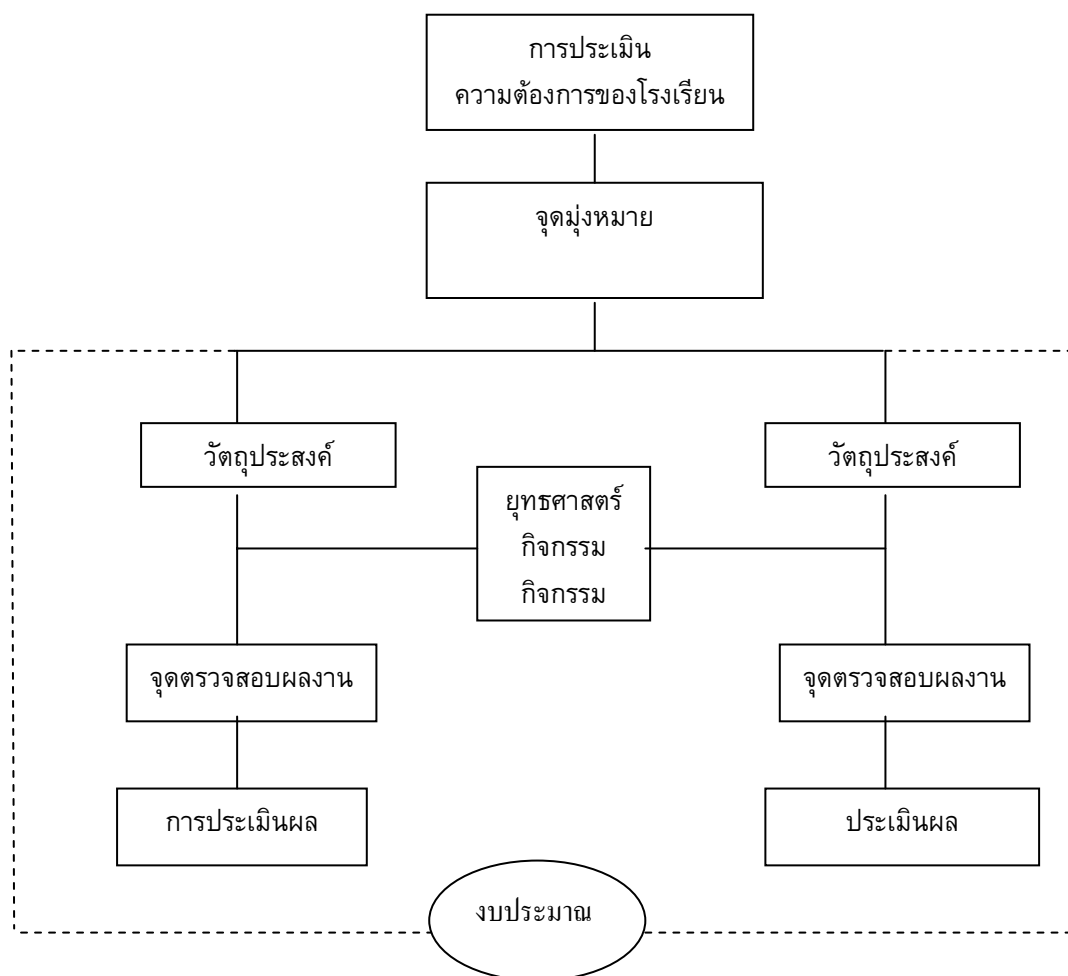 การประเมิน
ความต้องการของโรงเรียน
จุดมุ่งหมาย
วัตถุประสงค์
วัตถุประสงค์
ยุทธศาสตร์
กิจกรรม
กิจกรรม
จุดตรวจสอบผลงาน
จุดตรวจสอบผลงาน
การประเมินผล
ประเมินผล
งบประมาณ